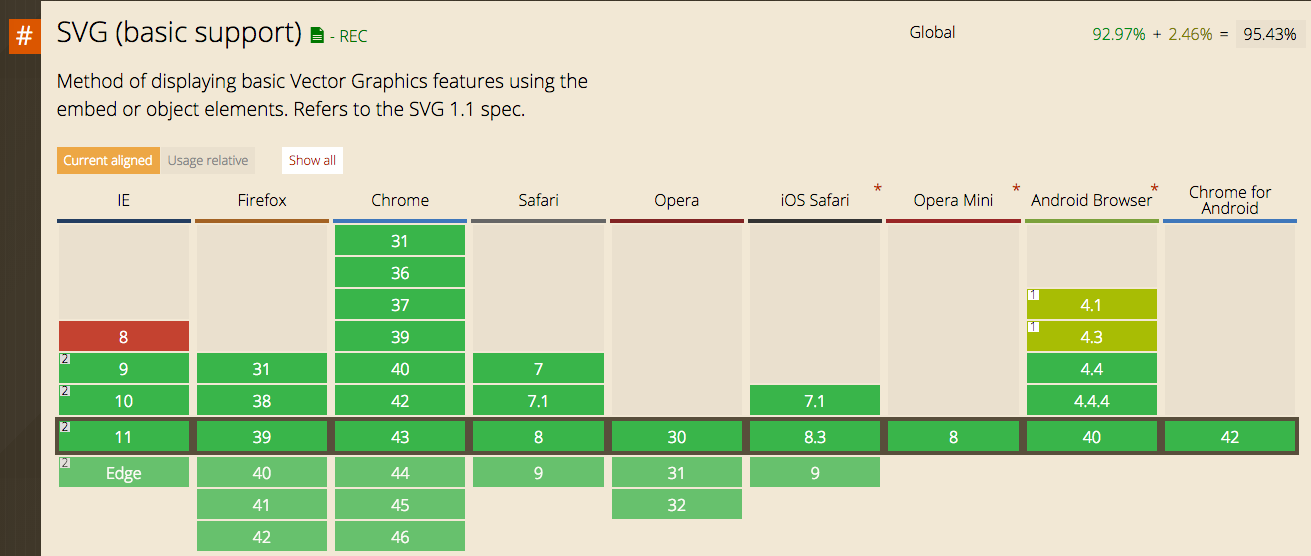 # SVG (basic support) - REC Global 92.97% + 2.46% = 95.43%
Method of displaying basic Vector Graphics features using the
embed or object elements. Refers to the SVG 1.1 spec.
Current aligned Usage relative Show all
IE Firefox Chrome Safari Opera iOS Safari * Opera Mini * Android Browser * Chrome for
Android
31
36
37 1 4.1
8 39 1 4.3
2 9 31 40 7 4.4
2 10 38 42 7.1 7.1 4.4.4
2 11 39 43 8 30 8.3 8 40 42
2 Edge 40 44 9 31 9
41 45 32
42 46